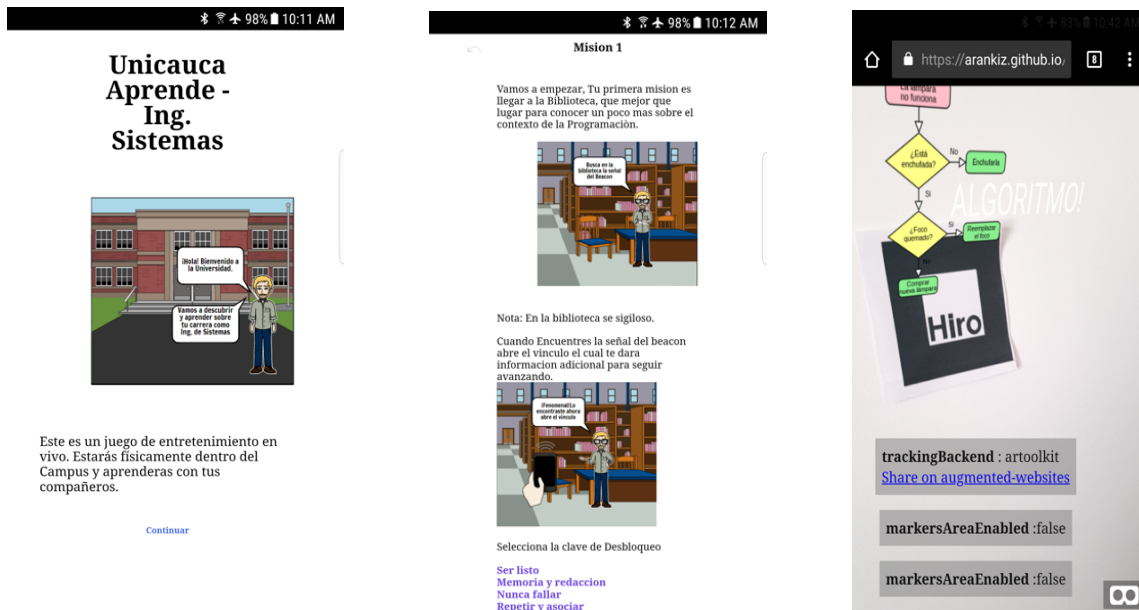 98% 10:11 AM
Unicauca
Aprende -
Ing.
Sistemas
¡Hola! Bienvenido a
la Universidad.
Vamos a descubrir
y aprender sobre
tu carrera como
Ing. de Sistemas
Este es un juego de entretenimiento en
vivo. Estarás físicamente dentro del
Campus y aprenderas con tus
compañeros.
Continuar
98% 10:12 AM
Mision 1
Vamos a empezar, Tu primera mision es
llegar a la Biblioteca, que mejor que
lugar para conocer un poco mas sobre el
contexto de la Programaciòn.
Busca en la
biblioteca la señal
del Beacon
Nota: En la biblioteca se sigiloso.
Cuando Encuentres la señal del beacon
abre el vinculo el cual te dara
informacion adicional para seguir
avanzando.
¡Fenomenal!Lo
encontraste ahora
abre el vinculo
Selecciona la clave de Desbloqueo
Ser listo
Memoria y redaccion
Nunca fallar
Repetir y asociar
83% 10:42 AM
https://arankiz.github.io/
8
La lámpara
no funciona
¿Está
enchufada?
No
Enchufarla
Si
ALGORITMO!
¿Foco
quemado?
Si
Reemplazar
el foco
No
Comprar
nueva lámpara
Hiro
trackingBackend : artoolkit
Share on augmented-websites
markersAreaEnabled :false
markersAreaEnabled :false